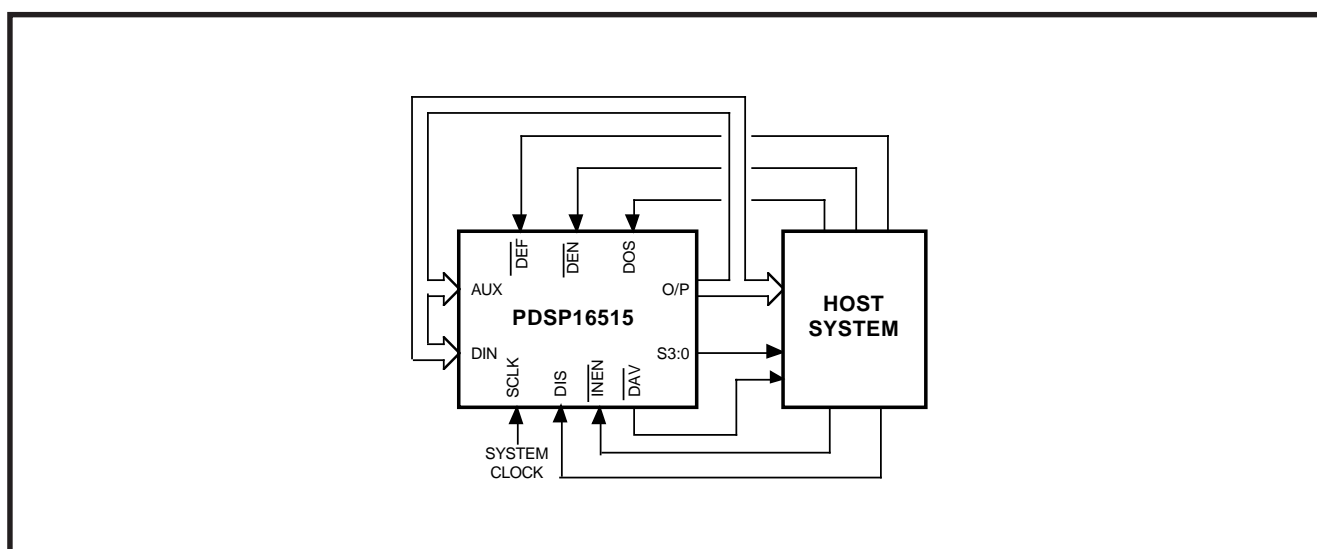 DEF
DEN
DOS
AUX
O/P
PDSP16515
HOST
SYSTEM
DIN
S3:0
SCLK
DIS
INEN
DAV
SYSTEM
CLOCK